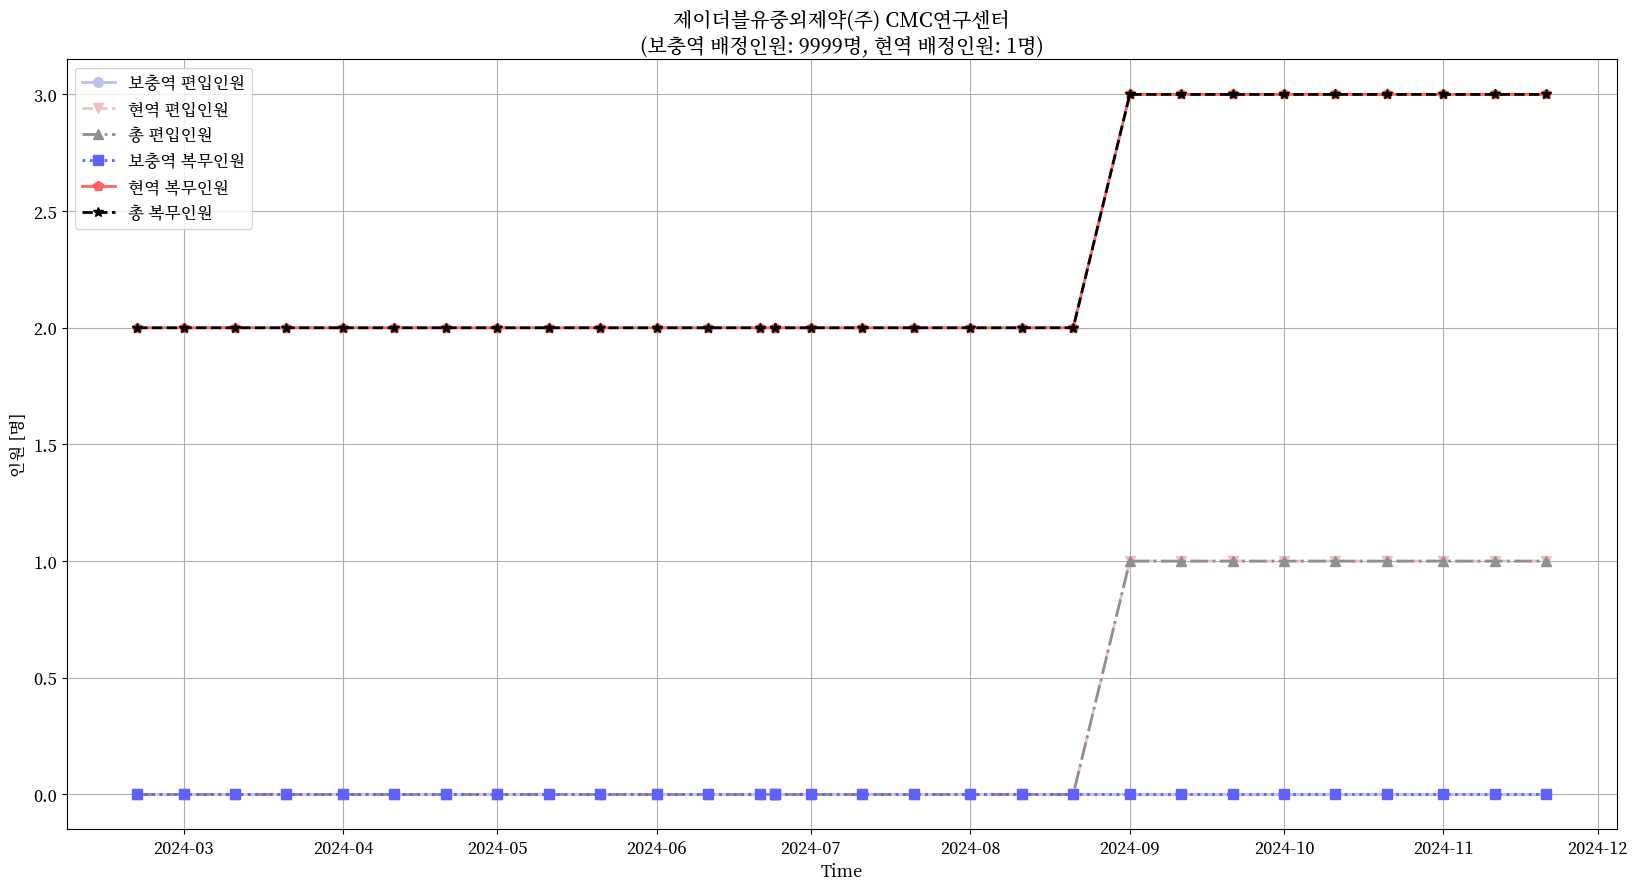 제이더블유중외제약(주) CMC연구센터
(보충역 배정인원: 9999명, 현역 배정인원: 1명)
보충역 편입인원
현역 편입인원
총 편입인원
보충역 복무인원
현역 복무인원
총 복무인원
인원 [명]
3.0
2.5
2.0
1.5
1.0
0.5
0.0
2024-03
2024-04
2024-05
2024-06
2024-07
2024-08
2024-09
2024-10
2024-11
2024-12
Time